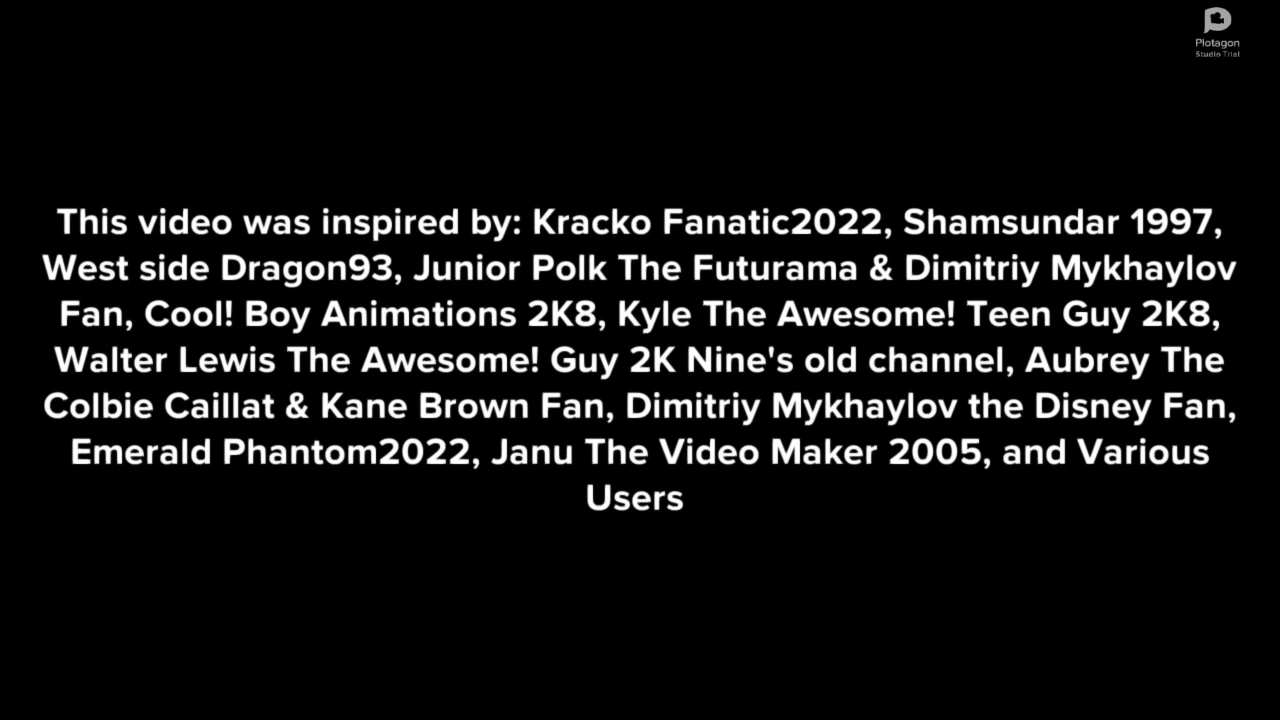 Plotagon
Studio Trial
This video was inspired by: Kracko Fanatic2022, Shamsundar 1997,
West side Dragon93, Junior Polk The Futurama & Dimitriy Mykhaylov
Fan, Cool! Boy Animations 2K8, Kyle The Awesome! Teen Guy 2K8,
Walter Lewis The Awesome! Guy 2K Nine's old channel, Aubrey The
Colbie Caillat & Kane Brown Fan, Dimitriy Mykhaylov the Disney Fan,
Emerald Phantom2022, Janu The Video Maker 2005, and Various
Users